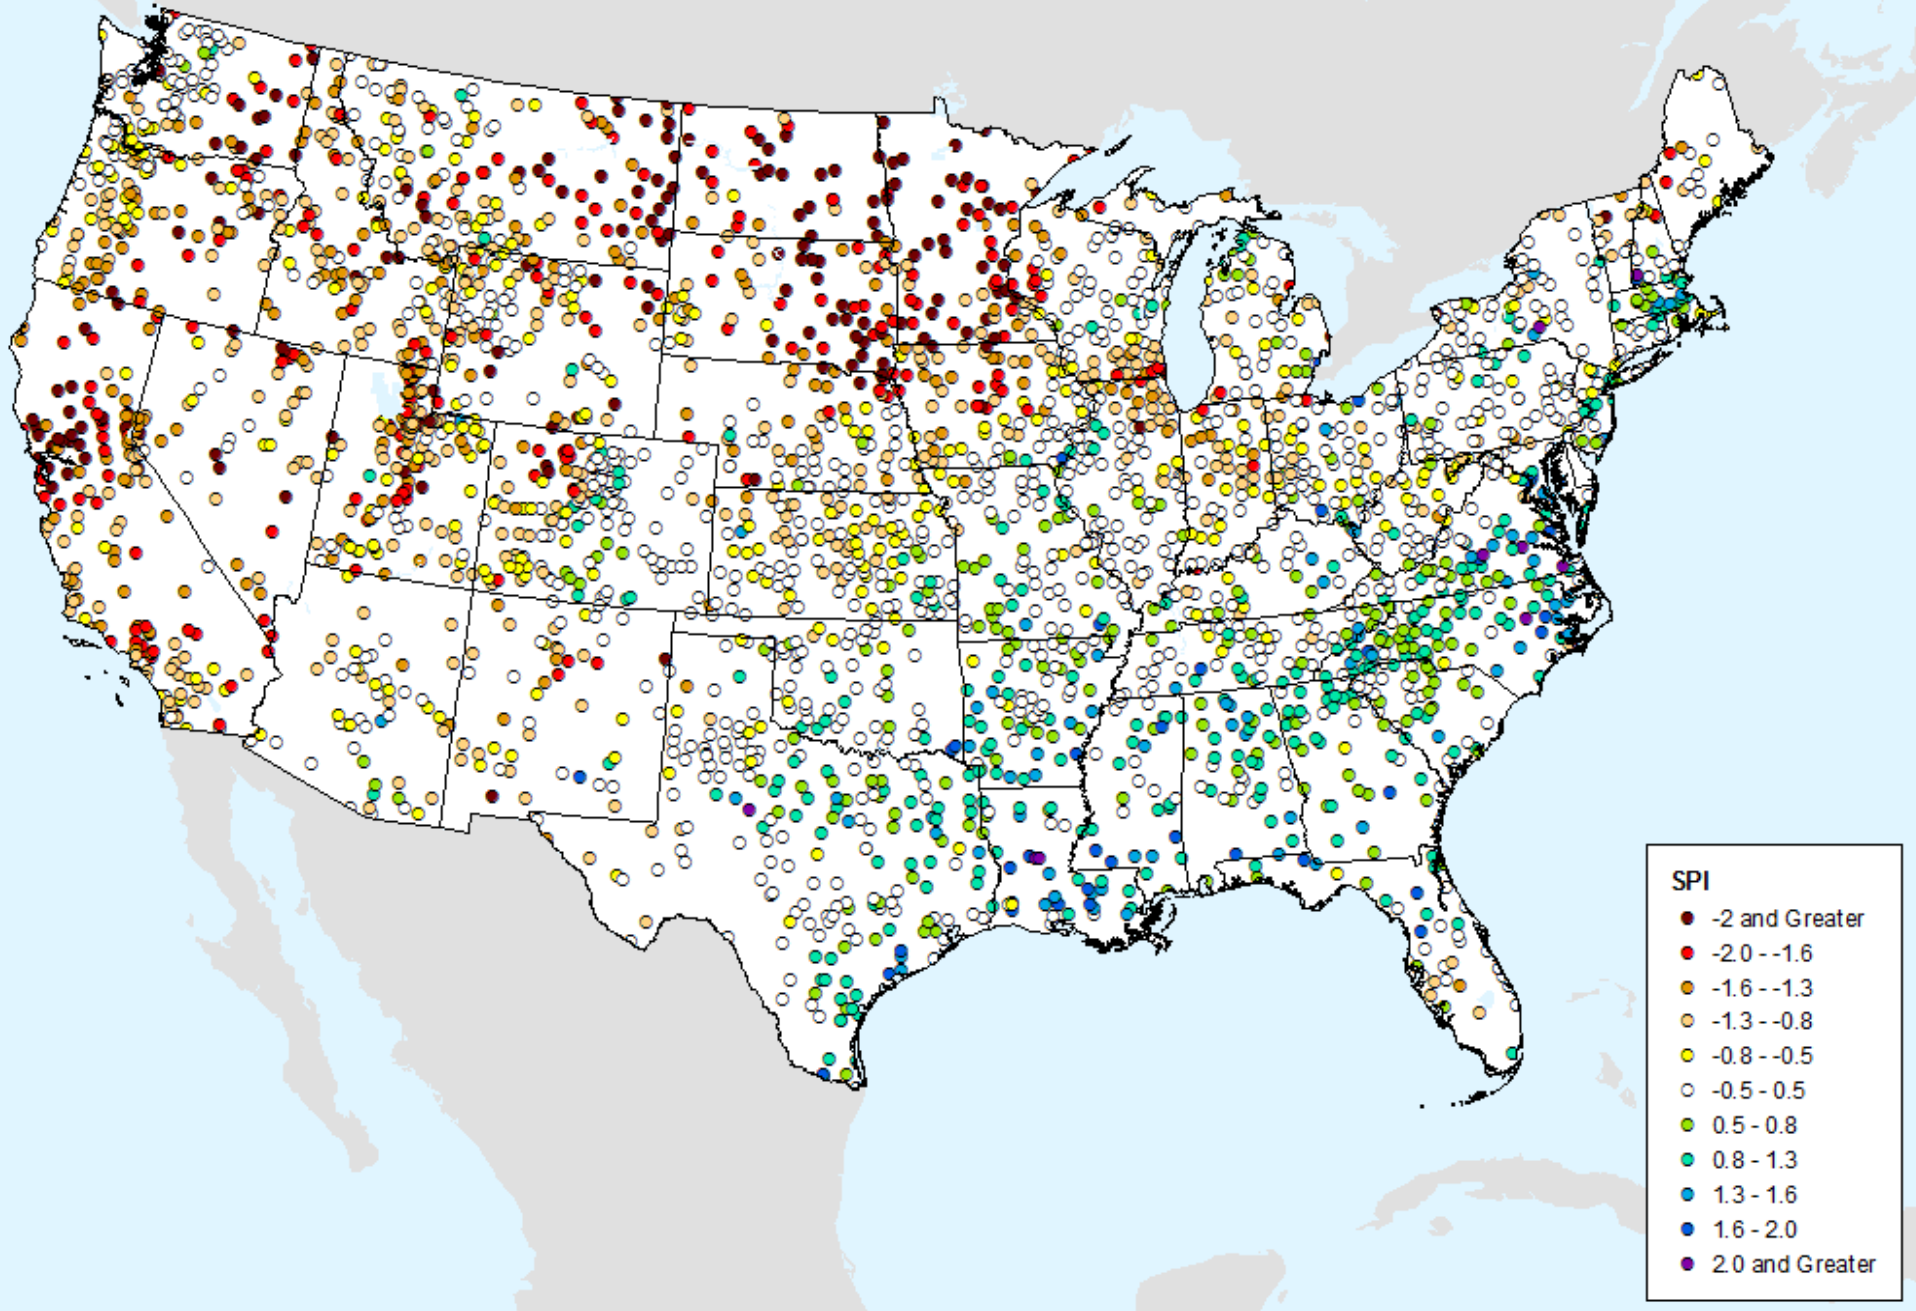 SPI
-2 and Greater
-2.0 - -1.6
-1.6 - -1.3
-1.3 - -0.8
-0.8 - -0.5
-0.5 - 0.5
0.5 - 0.8
0.8 - 1.3
1.3 - 1.6
1.6 - 2.0
2.0 and Greater